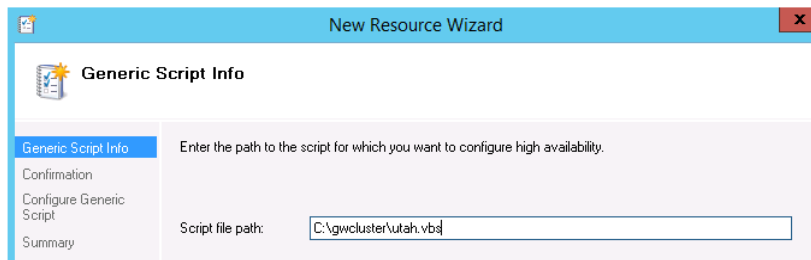 New Resource Wizard
x
Generic Script Info
Generic Script Info
Enter the path to the script for which you want to configure high availability.
Confirmation
Configure Generic
Script
Script file path:
C:\gwcluster\utah.vbs
Summary